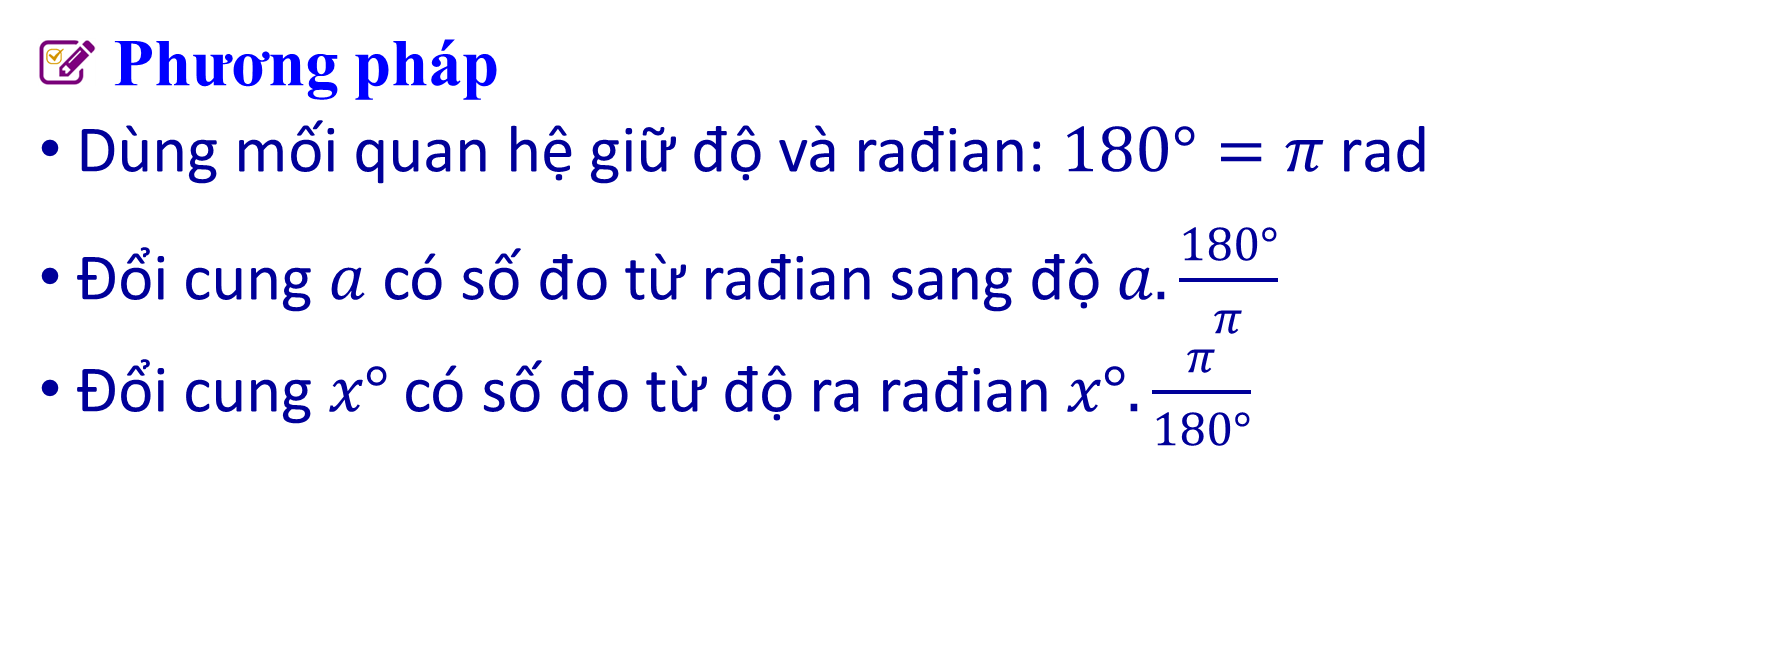 Phương pháp
• Dùng mối quan hệ giữ độ và rađian: 180° = π rad
• Đổi cung a có số đo từ rađian sang độ a. 180°/π
• Đổi cung x° có số đo từ độ ra rađian x°. π/180°